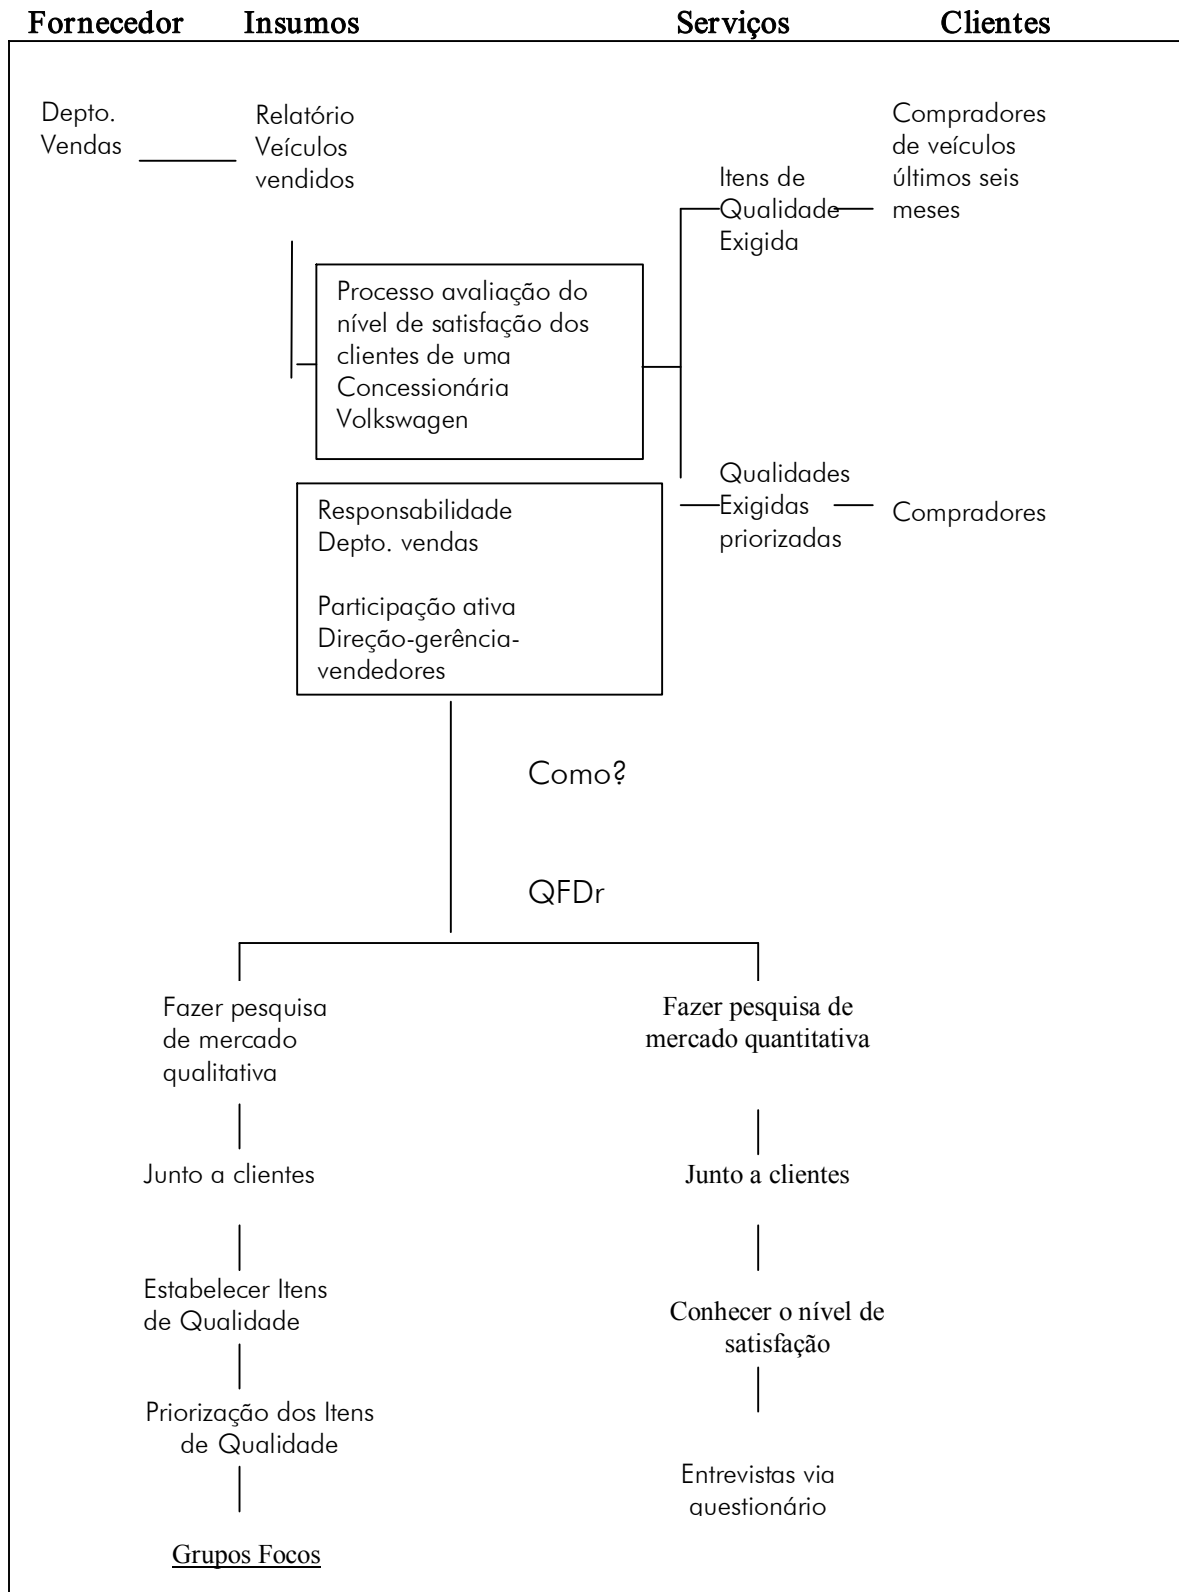 Fornecedor Insumos Serviços Clientes
Depto.
Vendas
Relatório
Veículos
vendidos
Itens de
Qualidade
Exigida
Compradores
de veículos
últimos seis
meses
Processo avaliação do
nível de satisfação dos
clientes de uma
Concessionária
Volkswagen
Qualidades
Exigidas
priorizadas
Compradores
Responsabilidade
Depto. vendas
Participação ativa
Direção-gerência-
vendedores
Como?
QFDr
Fazer pesquisa
de mercado
qualitativa
Junto a clientes
Estabelecer Itens
de Qualidade
Priorização dos Itens
de Qualidade
Grupos Focos
Fazer pesquisa de
mercado quantitativa
Junto a clientes
Conhecer o nível de
satisfação
Entrevistas via
questionário